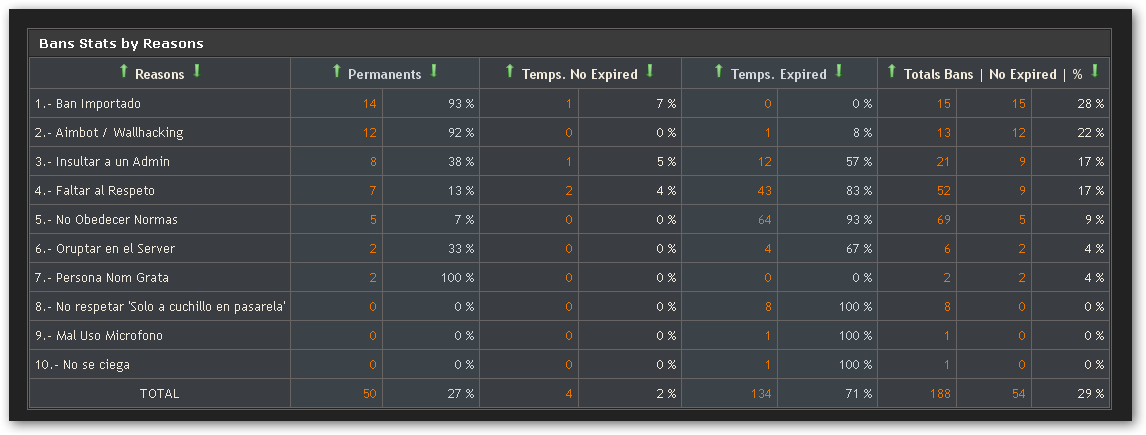 Bans Stats by Reasons
Reasons Permanents Temps. No Expired Temps. Expired Totals Bans | No Expired | %
1.- Ban Importado 14 93 % 1 7 % 0 0 % 15 15 28 %
2.- Aimbot / Wallhacking 12 92 % 0 0 % 1 8 % 13 12 22 %
3.- Insultar a un Admin 8 38 % 1 5 % 12 57 % 21 9 17 %
4.- Faltar al Respeto 7 13 % 2 4 % 43 83 % 52 9 17 %
5.- No Obedecer Normas 5 7 % 0 0 % 64 93 % 69 5 9 %
6.- Oruptar en el Server 2 33 % 0 0 % 4 67 % 6 2 4 %
7.- Persona Nom Grata 2 100 % 0 0 % 0 0 % 2 2 4 %
8.- No respetar 'Solo a cuchillo en pasarela' 0 0 % 0 0 % 8 100 % 8 0 0 %
9.- Mal Uso Microfono 0 0 % 0 0 % 1 100 % 1 0 0 %
10.- No se ciega 0 0 % 0 0 % 1 100 % 1 0 0 %
TOTAL 50 27 % 4 2 % 134 71 % 188 54 29 %